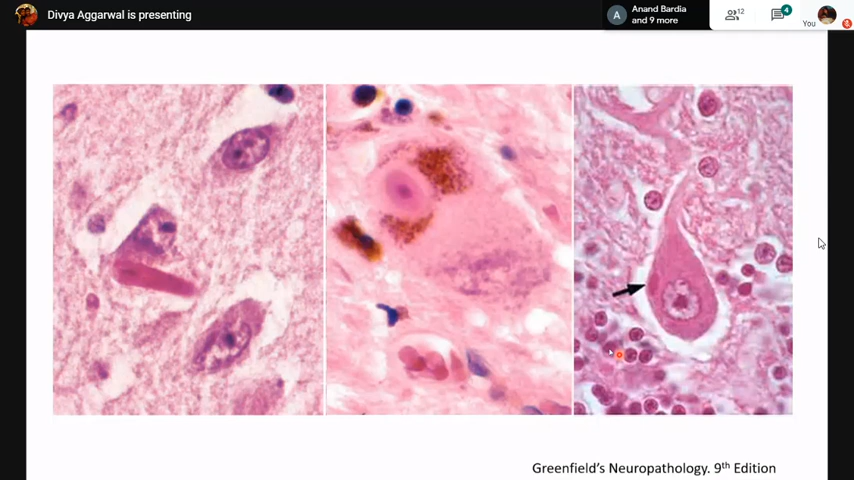 Divya Aggarwal is presenting
A
Anand Bardia
and 9 more
12
4
You
Greenfield's Neuropathology. 9th Edition